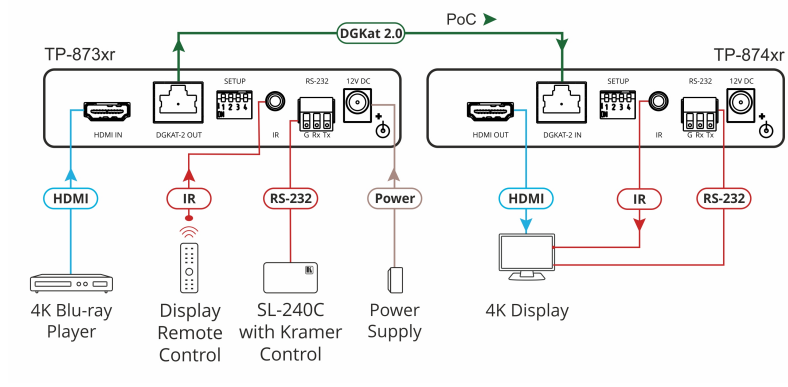 PoC
DGKat 2.0
TP-873xr
TP-874xr
SETUP
RS-232
12V DC
SETUP
RS-232
12V DC
1 2 3 4
1 2 3 4
HDMI IN
DGKAT-2 OUT
IR
G Rx Tx
HDMI OUT
DGKAT-2 IN
IR
G Rx Tx
HDMI
IR
RS-232
Power
HDMI
IR
RS-232
4K Blu-ray
Player
Display
Remote
Control
SL-240C
with Kramer
Control
Power
Supply
4K Display